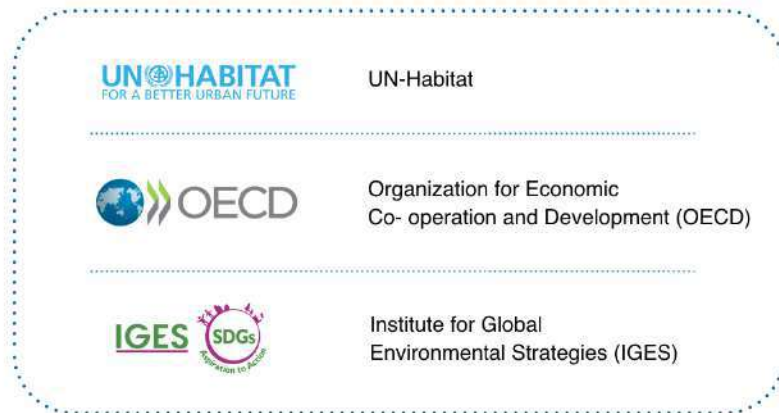 UN HABITAT
FOR A BETTER URBAN FUTURE
UN-Habitat
OECD
Organization for Economic
Co- operation and Development (OECD)
IGES
SDGs
Aspiration to Action
Institute for Global
Environmental Strategies (IGES)